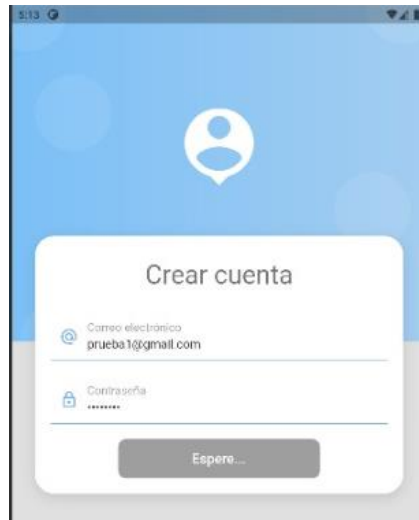 5:13
Crear cuenta
Correo electrónico
prueba1@gmail.com
Contraseña
••••••••
Espere...